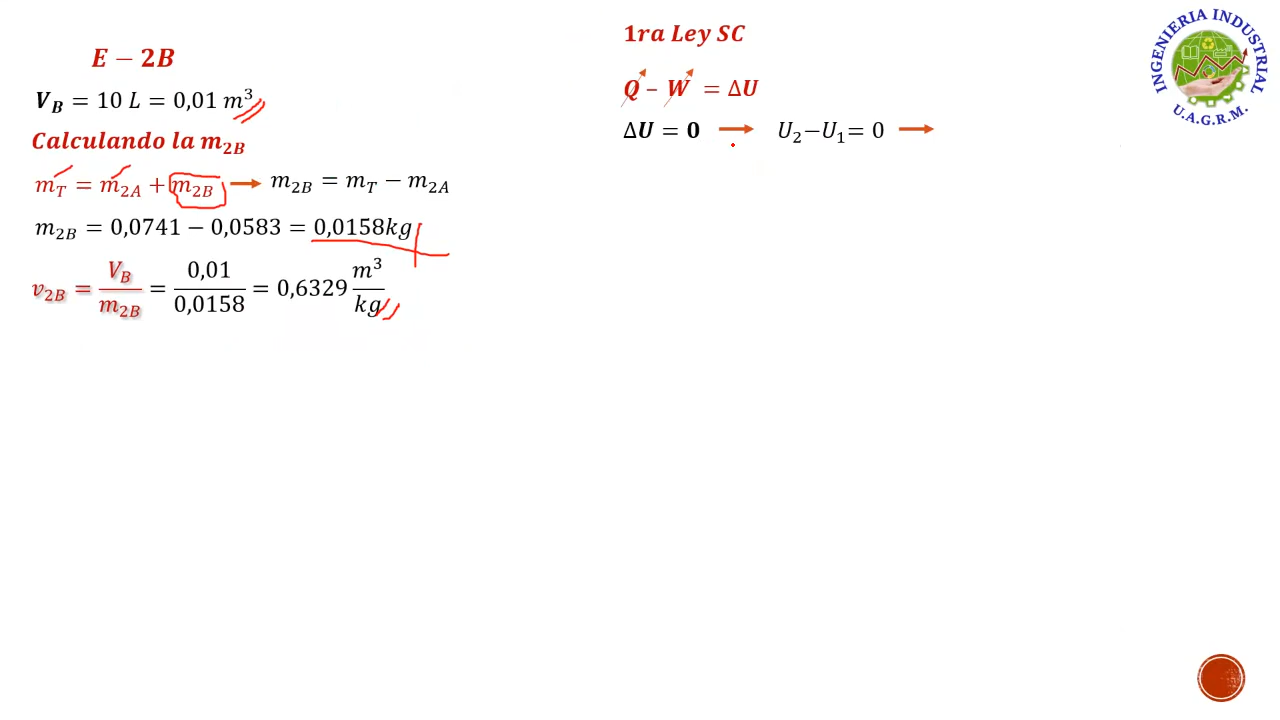 E − 2B
V_B = 10 L = 0,01 m³
Calculando la m_2B
m_T = m_2A + m_2B → m_2B = m_T − m_2A
m_2B = 0,0741 − 0,0583 = 0,0158kg
v_2B = V_B/m_2B = 0,01/0,0158 = 0,6329 m³/kg
1ra Ley SC
Q − W = ΔU
ΔU = 0 → U_2−U_1= 0 →
INGENIERIA INDUSTRIAL
U.A.G.R.M.